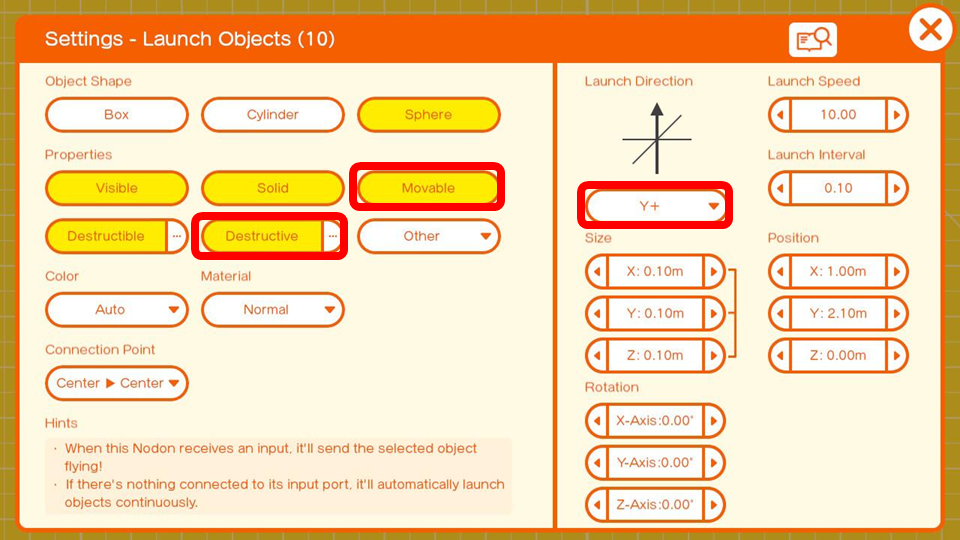 Settings - Launch Objects (10)
Object Shape
Box
Cylinder
Sphere
Properties
Visible
Solid
Movable
Destructible ...
Destructive ...
Other
Color
Material
Auto
Normal
Connection Point
Center ▶ Center
Hints
· When this Nodon receives an input, it'll send the selected object
flying!
· If there's nothing connected to its input port, it'll automatically launch
objects continuously.
Launch Direction
Y+
Launch Speed
10.00
Launch Interval
0.10
Size
X: 0.10m
Y: 0.10m
Z: 0.10m
Position
X: 1.00m
Y: 2.10m
Z: 0.00m
Rotation
X-Axis:0.00°
Y-Axis:0.00°
Z-Axis:0.00°